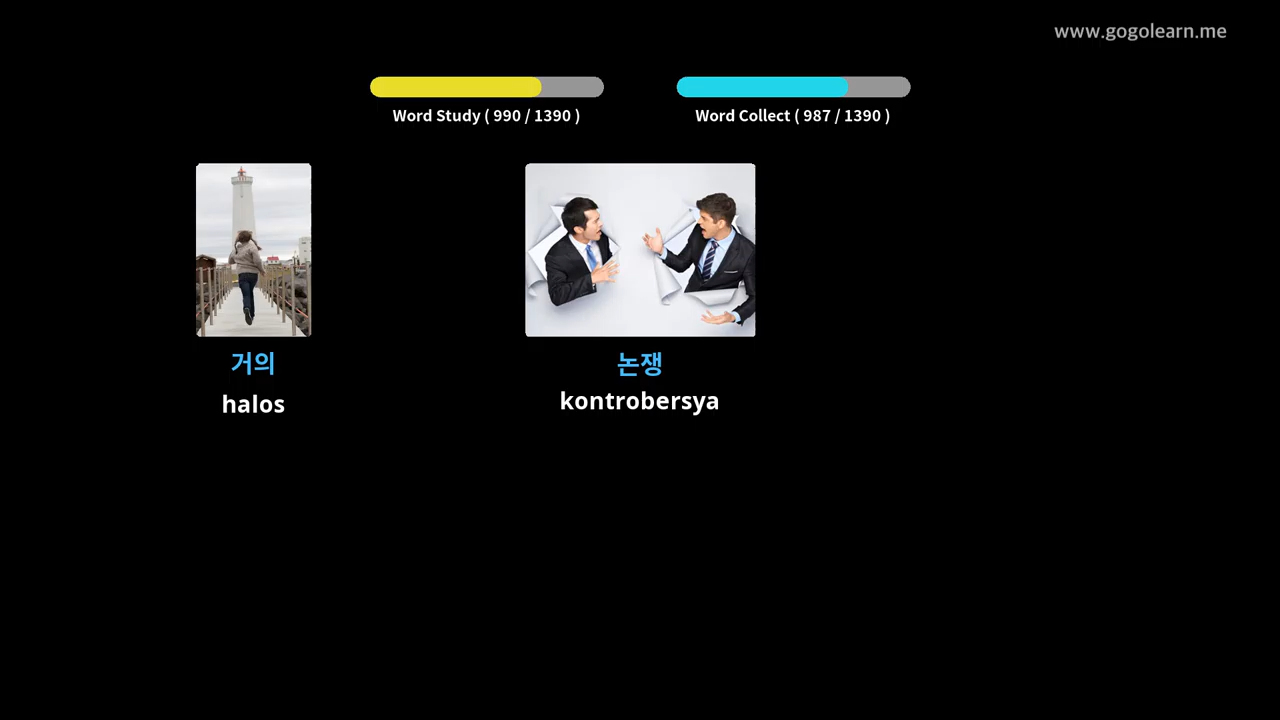 www.gogolearn.me
Word Study ( 990 / 1390 )
Word Collect ( 987 / 1390 )
거의
halos
논쟁
kontrobersya